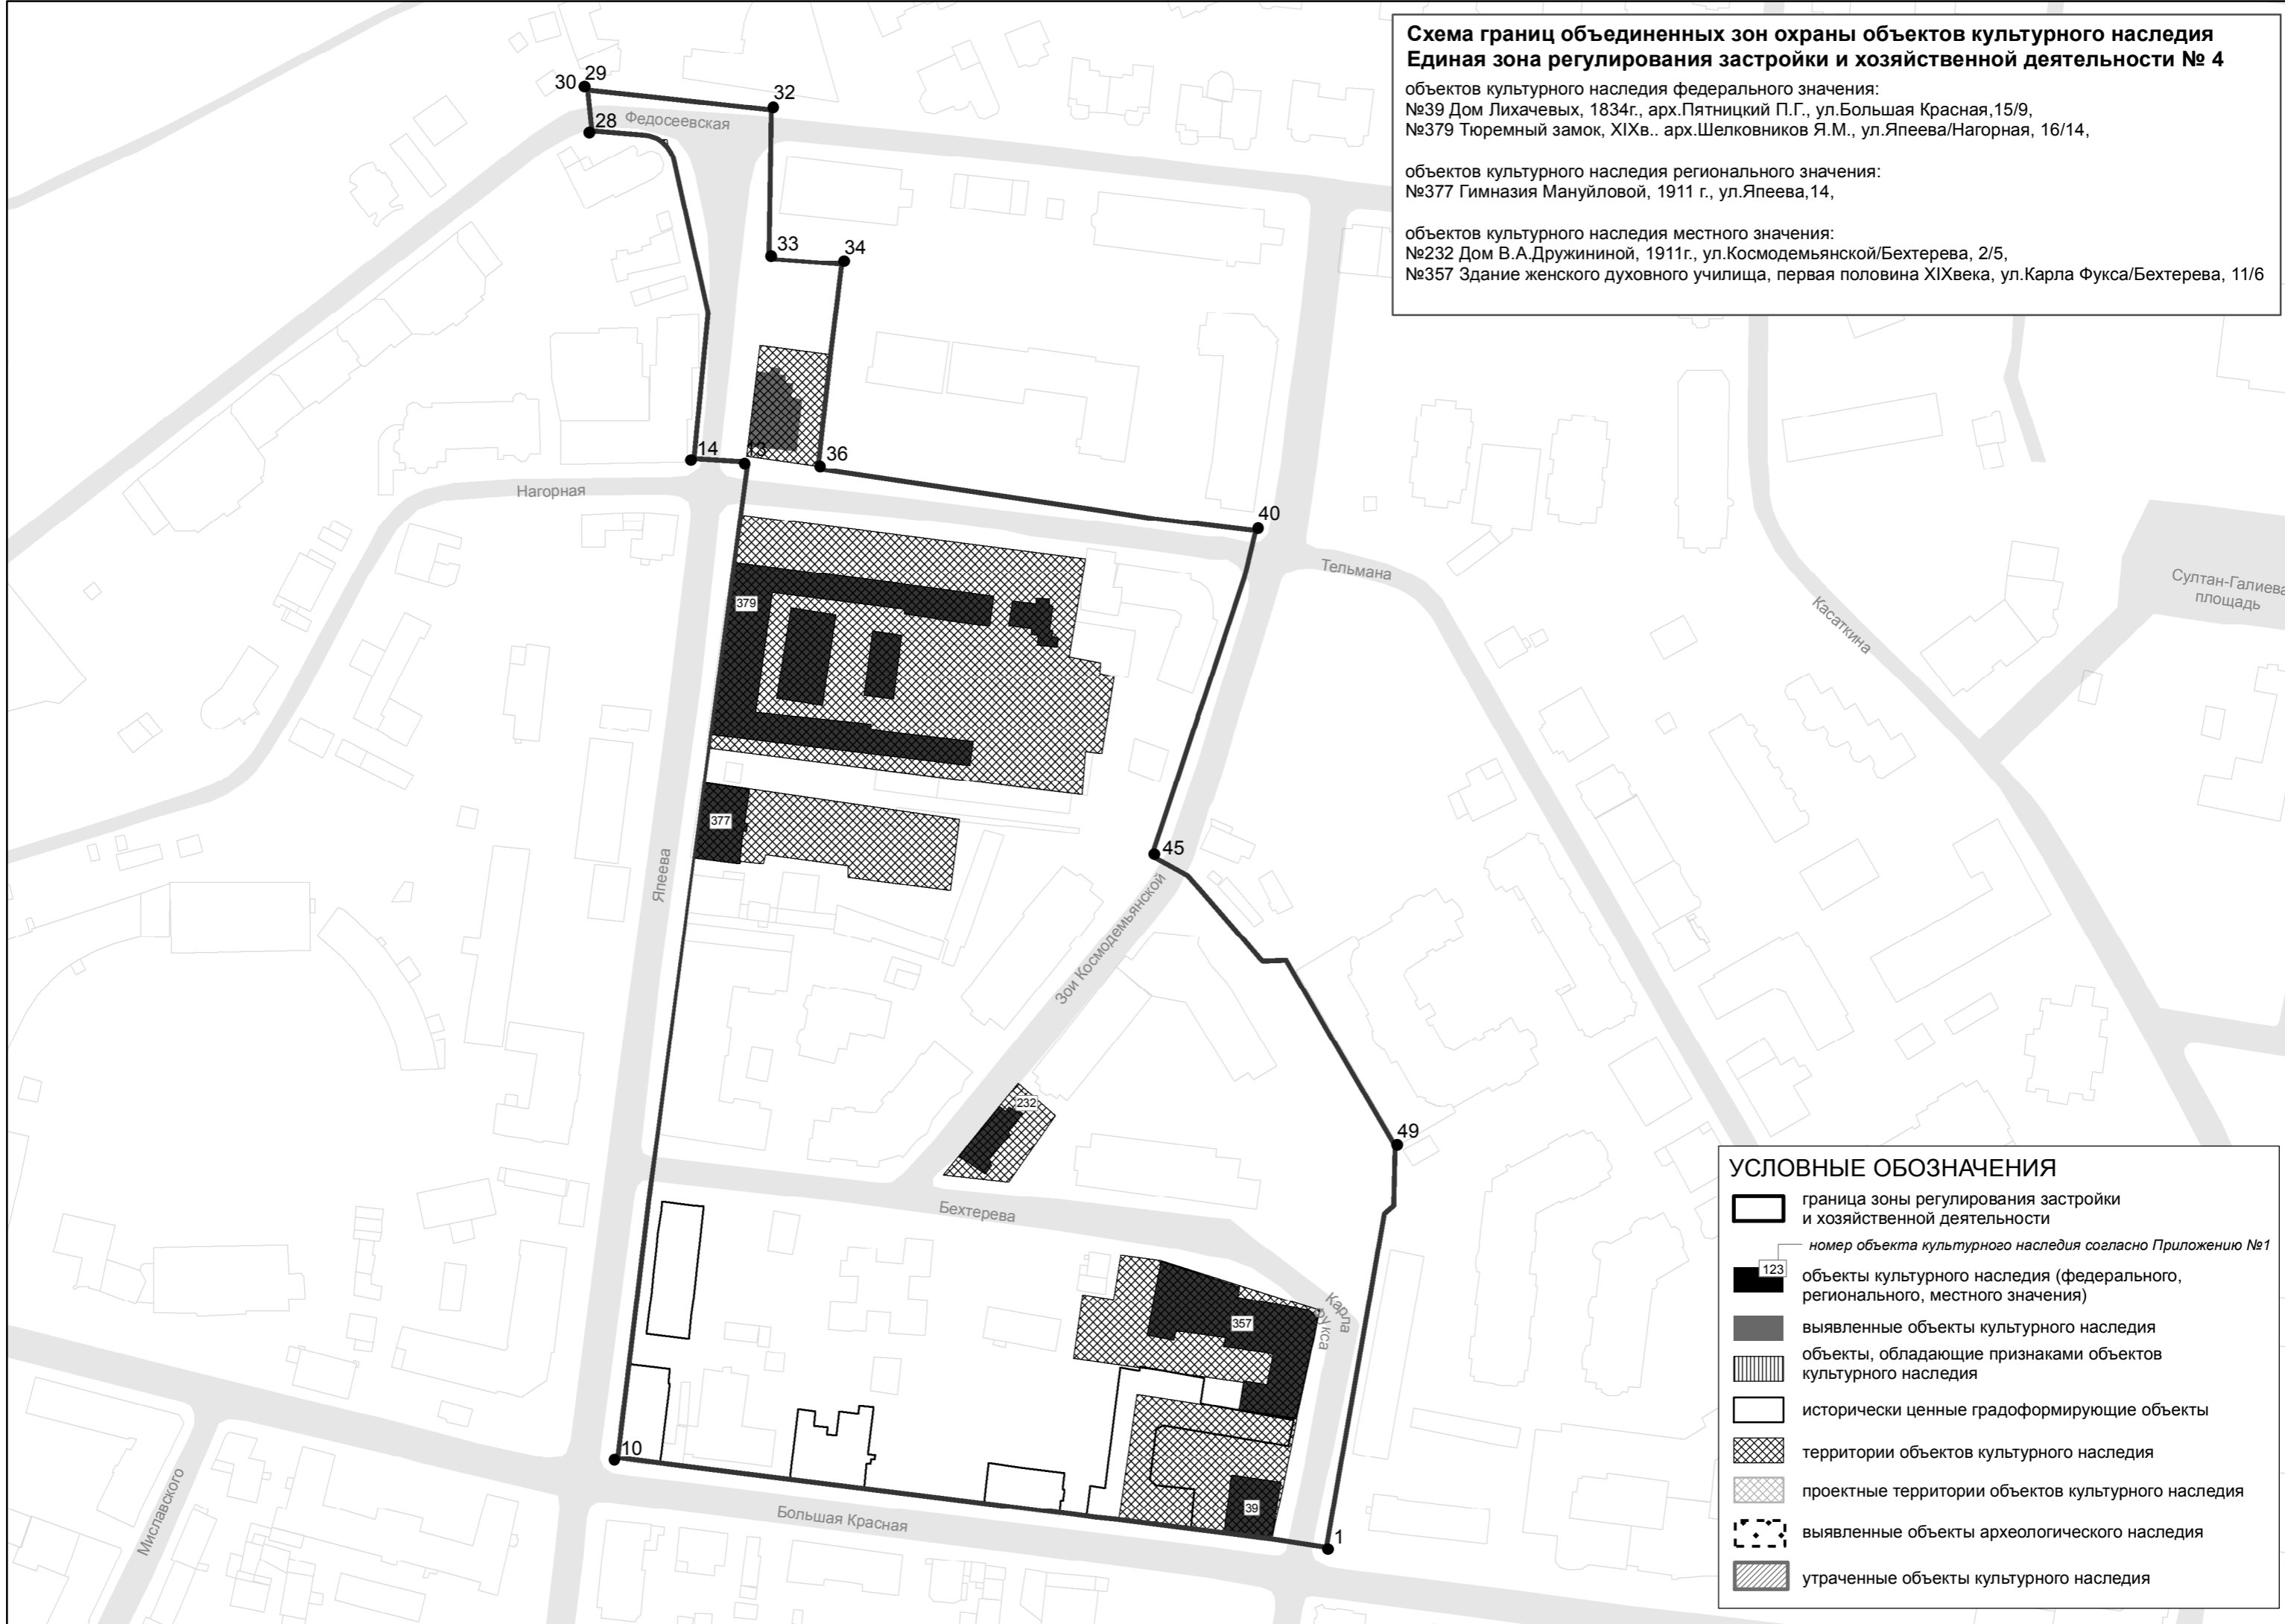 Схема границ объединенных зон охраны объектов культурного наследия
Единая зона регулирования застройки и хозяйственной деятельности № 4
объектов культурного наследия федерального значения:
№39 Дом Лихачевых, 1834г., арх.Пятницкий П.Г., ул.Большая Красная,15/9,
№379 Тюремный замок, XIXв.. арх.Шелковников Я.М., ул.Япеева/Нагорная, 16/14,
объектов культурного наследия регионального значения:
№377 Гимназия Мануйловой, 1911 г., ул.Япеева,14,
объектов культурного наследия местного значения:
№232 Дом В.А.Дружининой, 1911г., ул.Космодемьянской/Бехтерева, 2/5,
№357 Здание женского духовного училища, первая половина XIXвека, ул.Карла Фукса/Бехтерева, 11/6
29
30
32
28
Федосеевская
33
34
14
13
36
Нагорная
40
Тельмана
Султан-Галиева
площадь
379
Касаткина
377
45
Япеева
Зои Космодемьянской
232
49
Бехтерева
Карла
Фукса
357
10
39
1
Большая Красная
Миславского
УСЛОВНЫЕ ОБОЗНАЧЕНИЯ
граница зоны регулирования застройки
и хозяйственной деятельности
номер объекта культурного наследия согласно Приложению №1
123
объекты культурного наследия (федерального,
регионального, местного значения)
выявленные объекты культурного наследия
объекты, обладающие признаками объектов
культурного наследия
исторически ценные градоформирующие объекты
территории объектов культурного наследия
проектные территории объектов культурного наследия
выявленные объекты археологического наследия
утраченные объекты культурного наследия